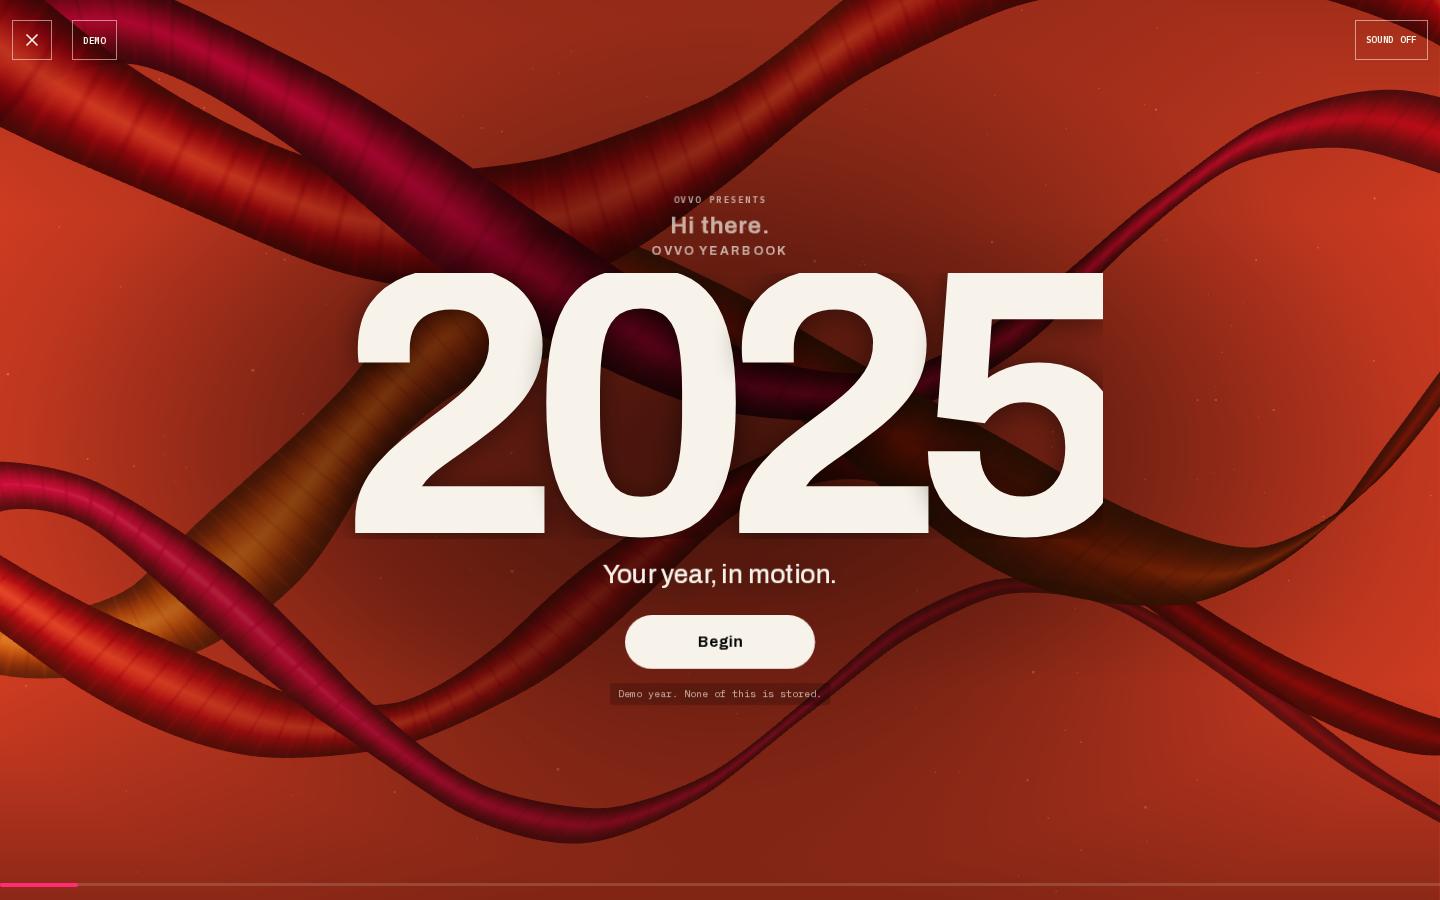 DEMO
SOUND OFF
OVVO PRESENTS
Hi there.
OVVO YEARBOOK
2025
Your year, in motion.
Begin
Demo year. None of this is stored.